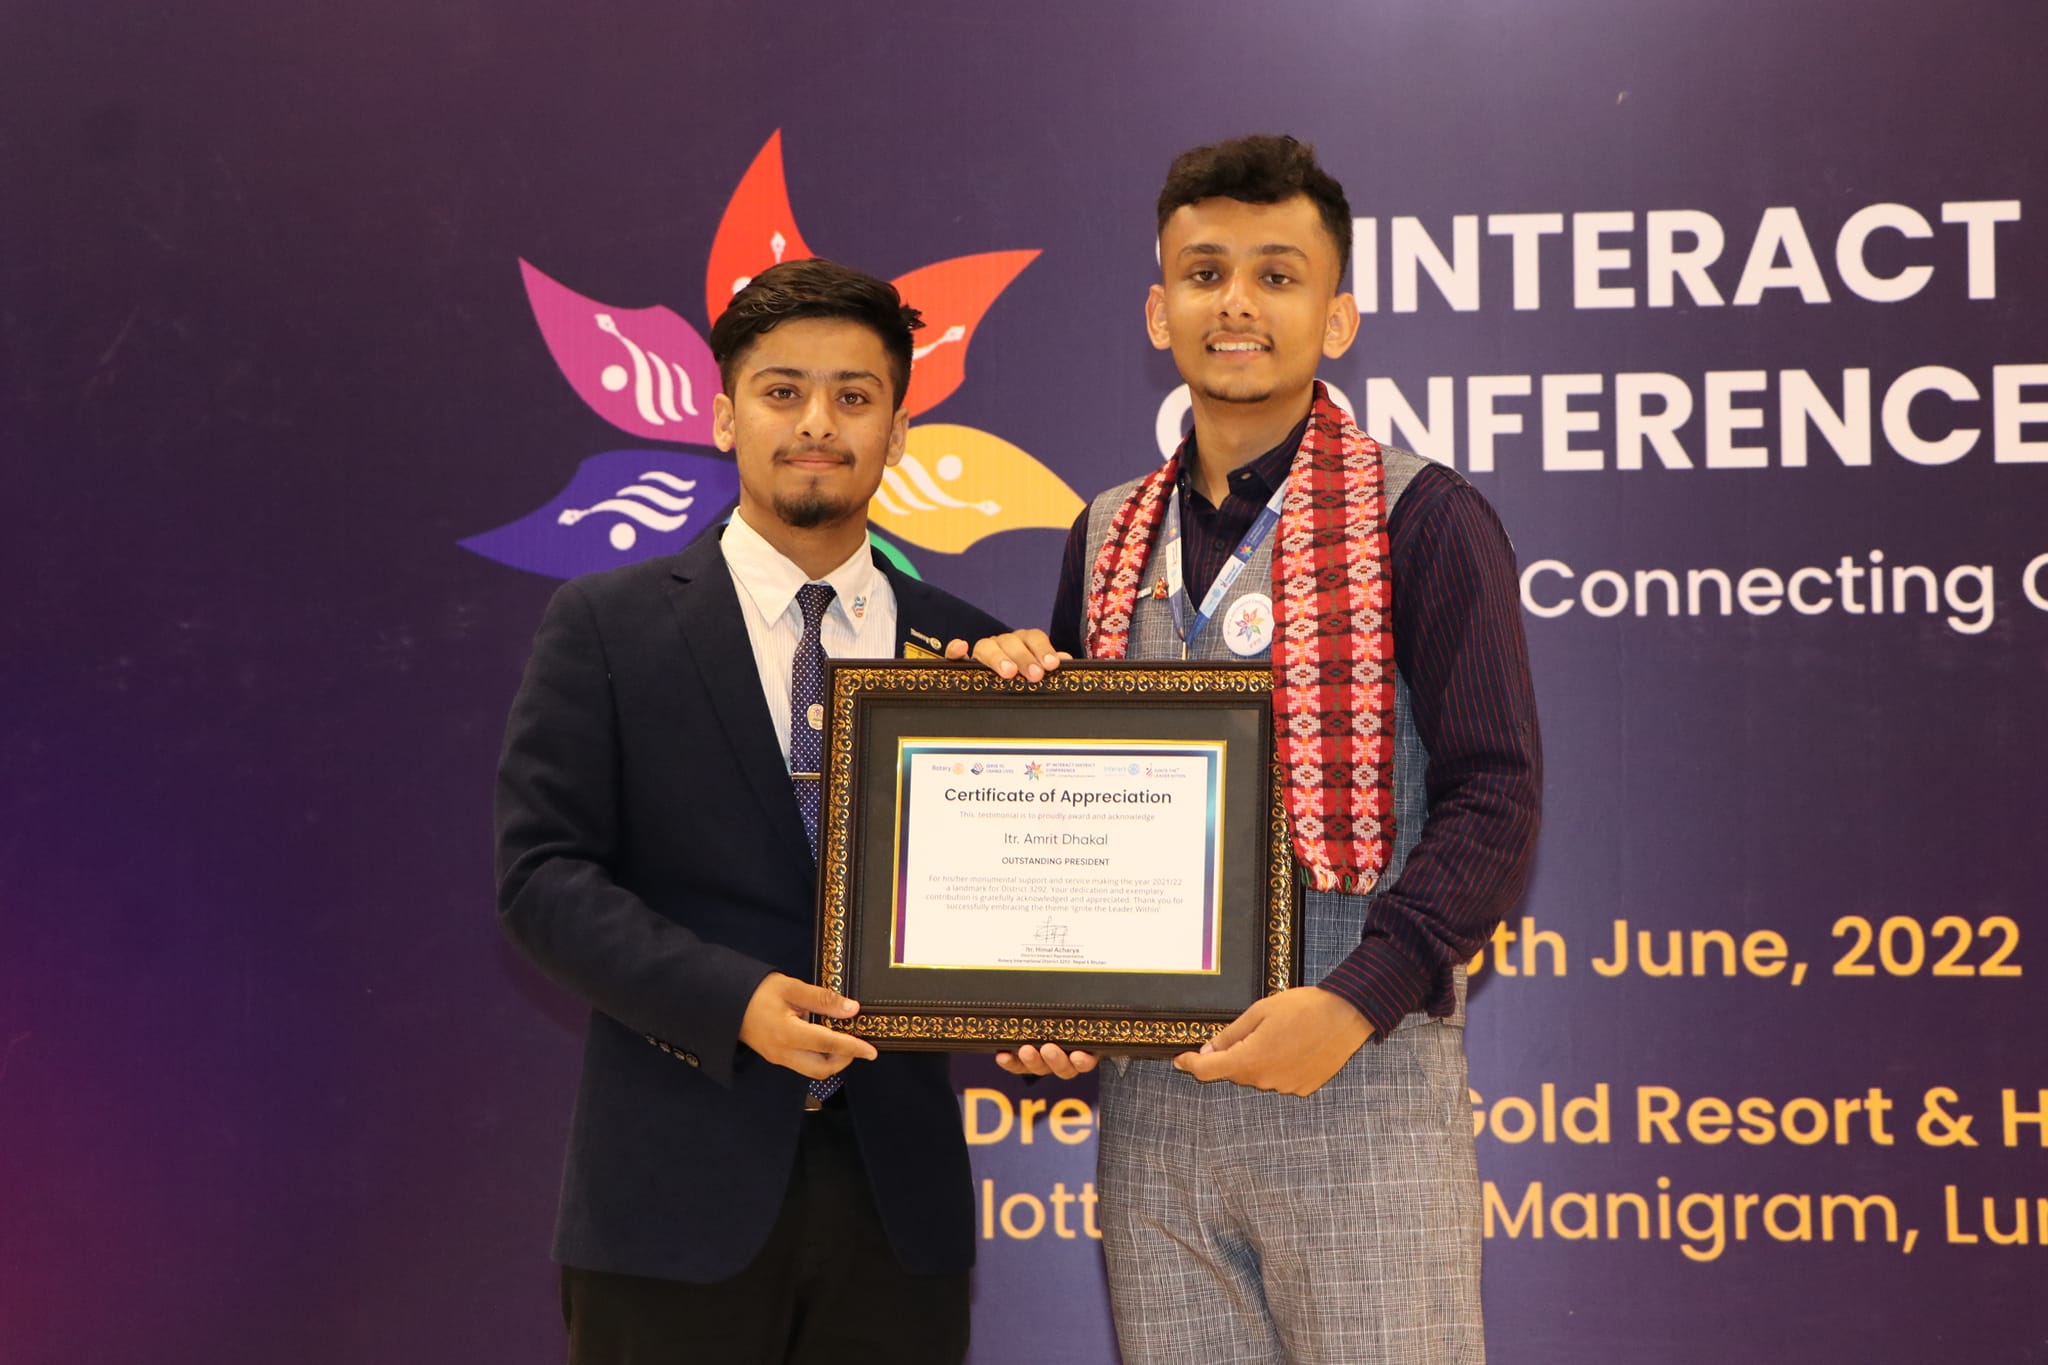 INTERACT
CONFERENCE
Connecting
th June, 2022
Dre Gold Resort & H
lott Manigram, Lu
Rotary
SERVE TO
CHANGE LIVES
INTERACT DISTRICT
CONFERENCE
Interact
IGNITE THE
LEADER WITHIN
Certificate of Appreciation
This testimonial is to proudly award and acknowledge
Itr. Amrit Dhakal
OUTSTANDING PRESIDENT
For his/her monumental support and service making the year 2021/22
a landmark for District 3292. Your dedication and exemplary
contribution is gratefully acknowledged and appreciated. Thank you for
successfully embracing the theme 'Ignite the Leader Within'
Itr. Himal Acharya
District Interact Representative
Rotary International District 3292, Nepal & Bhutan